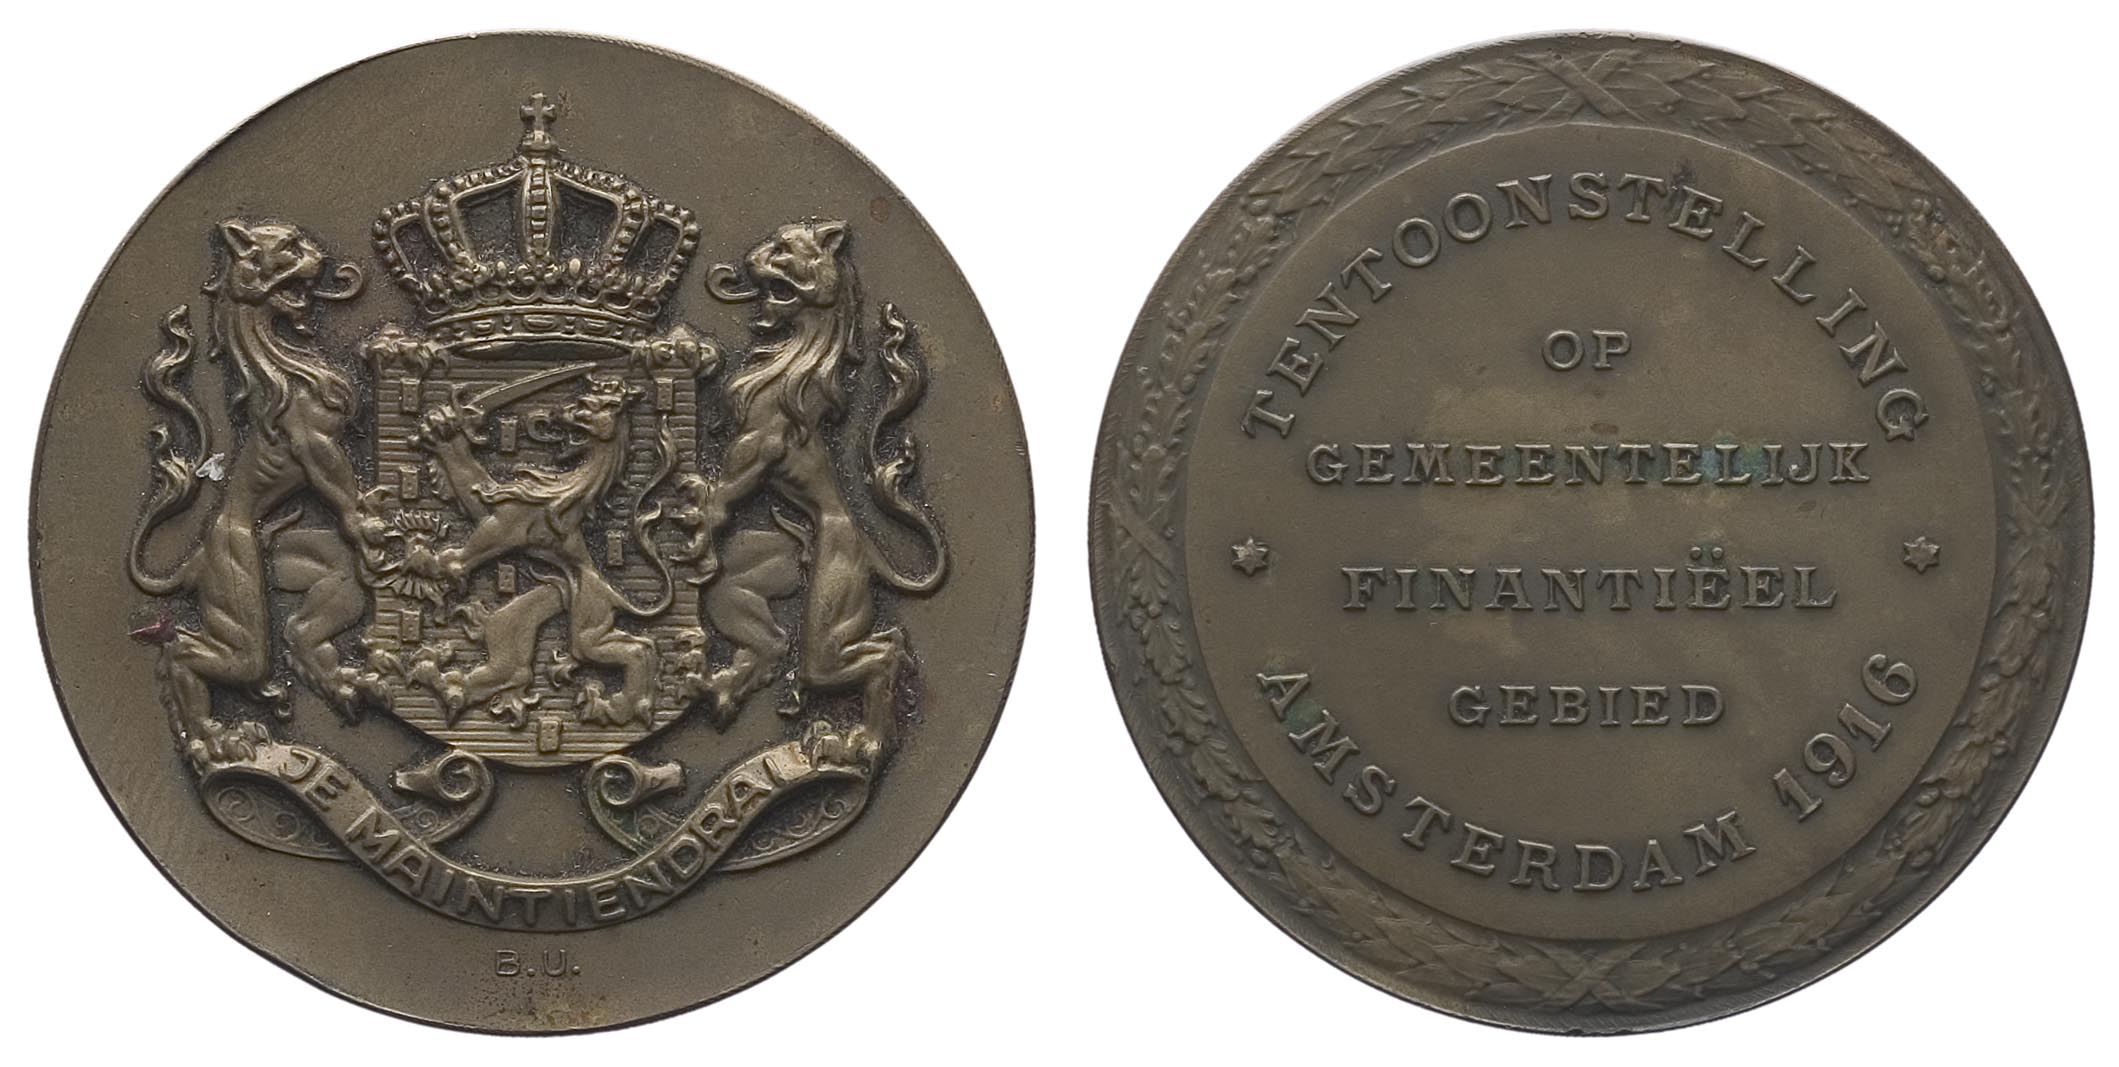 JE MAINTIENDRAI
B.U.
TENTOONSTELLING
OP
GEMEENTELIJK
FINANTIËEL
GEBIED
AMSTERDAM 1916